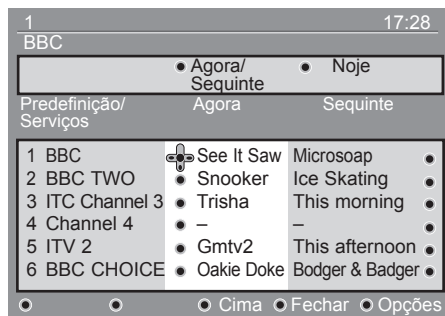 1 17:28
BBC
Agora/ Noje
Sequinte
Predefinição/ Agora Sequinte
Serviços
1 BBC See It Saw Microsoap
2 BBC TWO Snooker Ice Skating
3 ITC Channel 3 Trisha This morning
4 Channel 4 – –
5 ITV 2 Gmtv2 This afternoon
6 BBC CHOICE Oakie Doke Bodger & Badger
Cima Fechar Opções